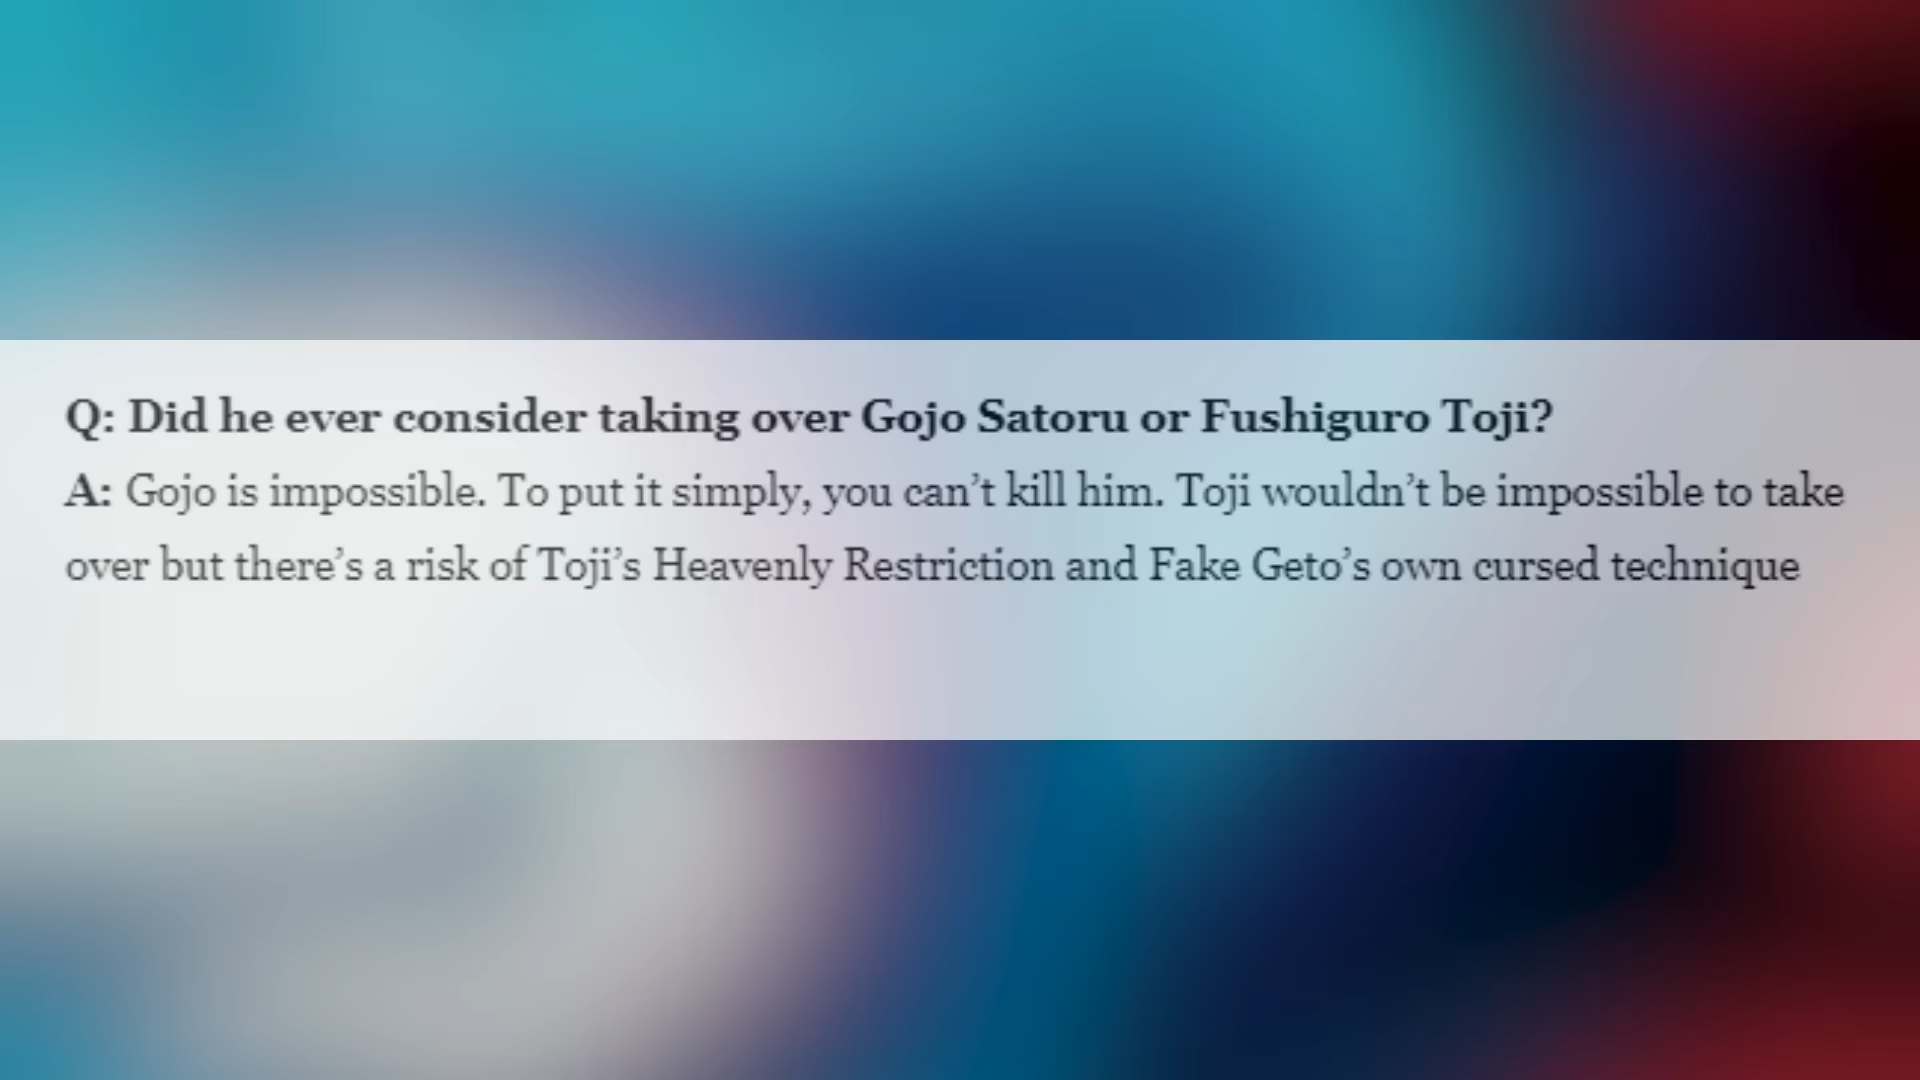 Q: Did he ever consider taking over Gojo Satoru or Fushiguro Toji?
A: Gojo is impossible. To put it simply, you can’t kill him. Toji wouldn’t be impossible to take
over but there’s a risk of Toji’s Heavenly Restriction and Fake Geto’s own cursed technique